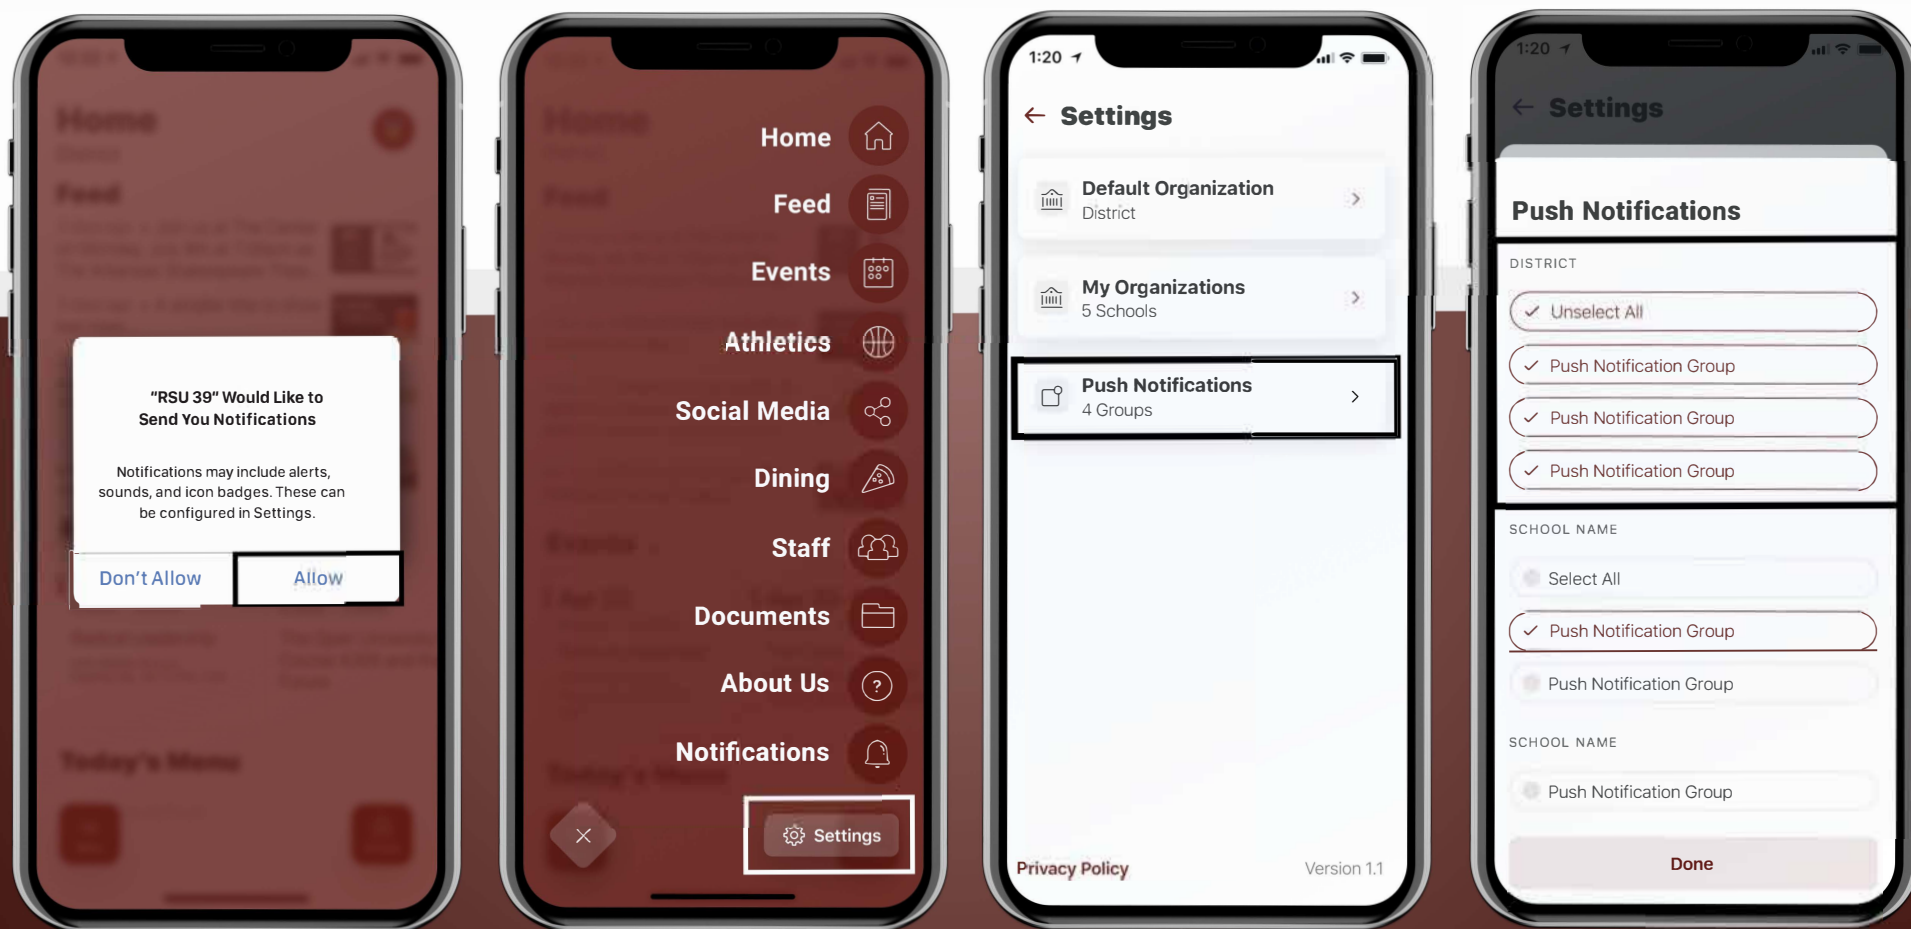 Home
Feed
"RSU 39" Would Like to
Send You Notifications
Notifications may include alerts,
sounds, and icon badges. These can
be configured in Settings.
Don't Allow
Allow
Today's Menu
Home
Feed
Events
Athletics
Social Media
Dining
Staff
Documents
About Us
Notifications
Settings
1:20
Settings
Default Organization
District
My Organizations
5 Schools
Push Notifications
4 Groups
Privacy Policy
Version 1.1
1:20
Settings
Push Notifications
DISTRICT
Unselect All
Push Notification Group
Push Notification Group
Push Notification Group
SCHOOL NAME
Select All
Push Notification Group
Push Notification Group
SCHOOL NAME
Push Notification Group
Done